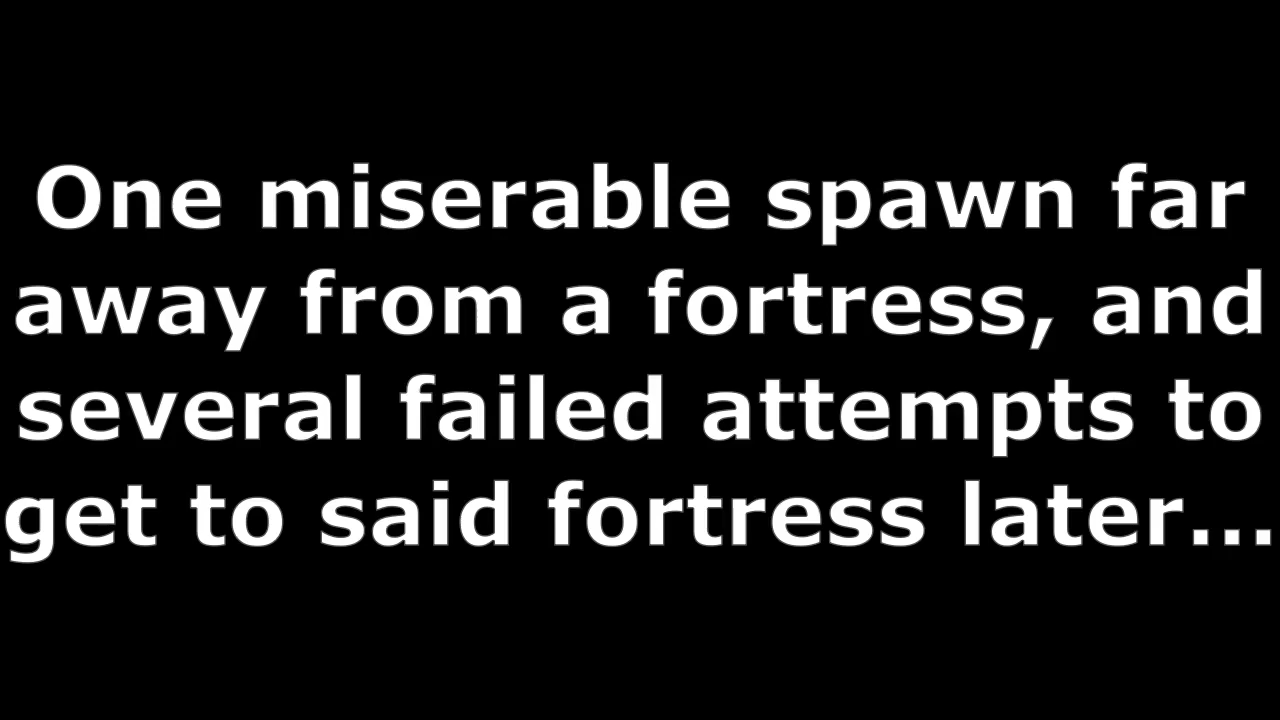 One miserable spawn far
away from a fortress, and
several failed attempts to
get to said fortress later...